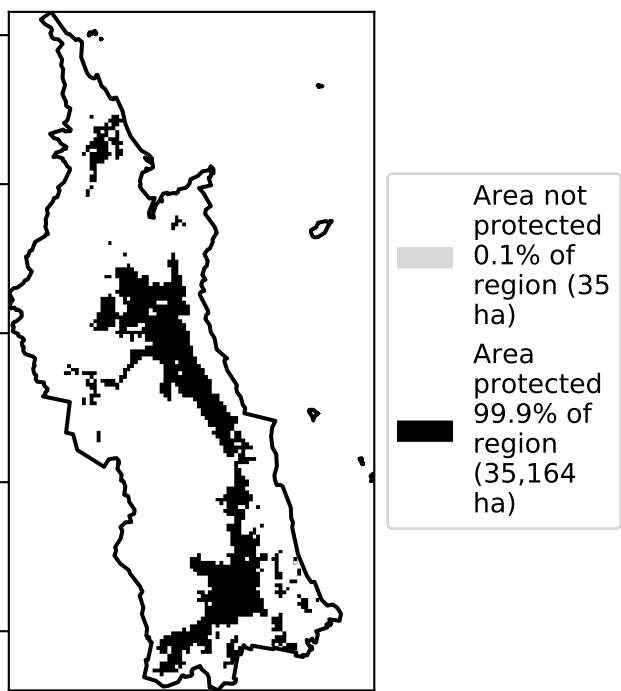 Area not
protected
0.1% of
region (35
ha)
Area
protected
99.9% of
region
(35,164
ha)